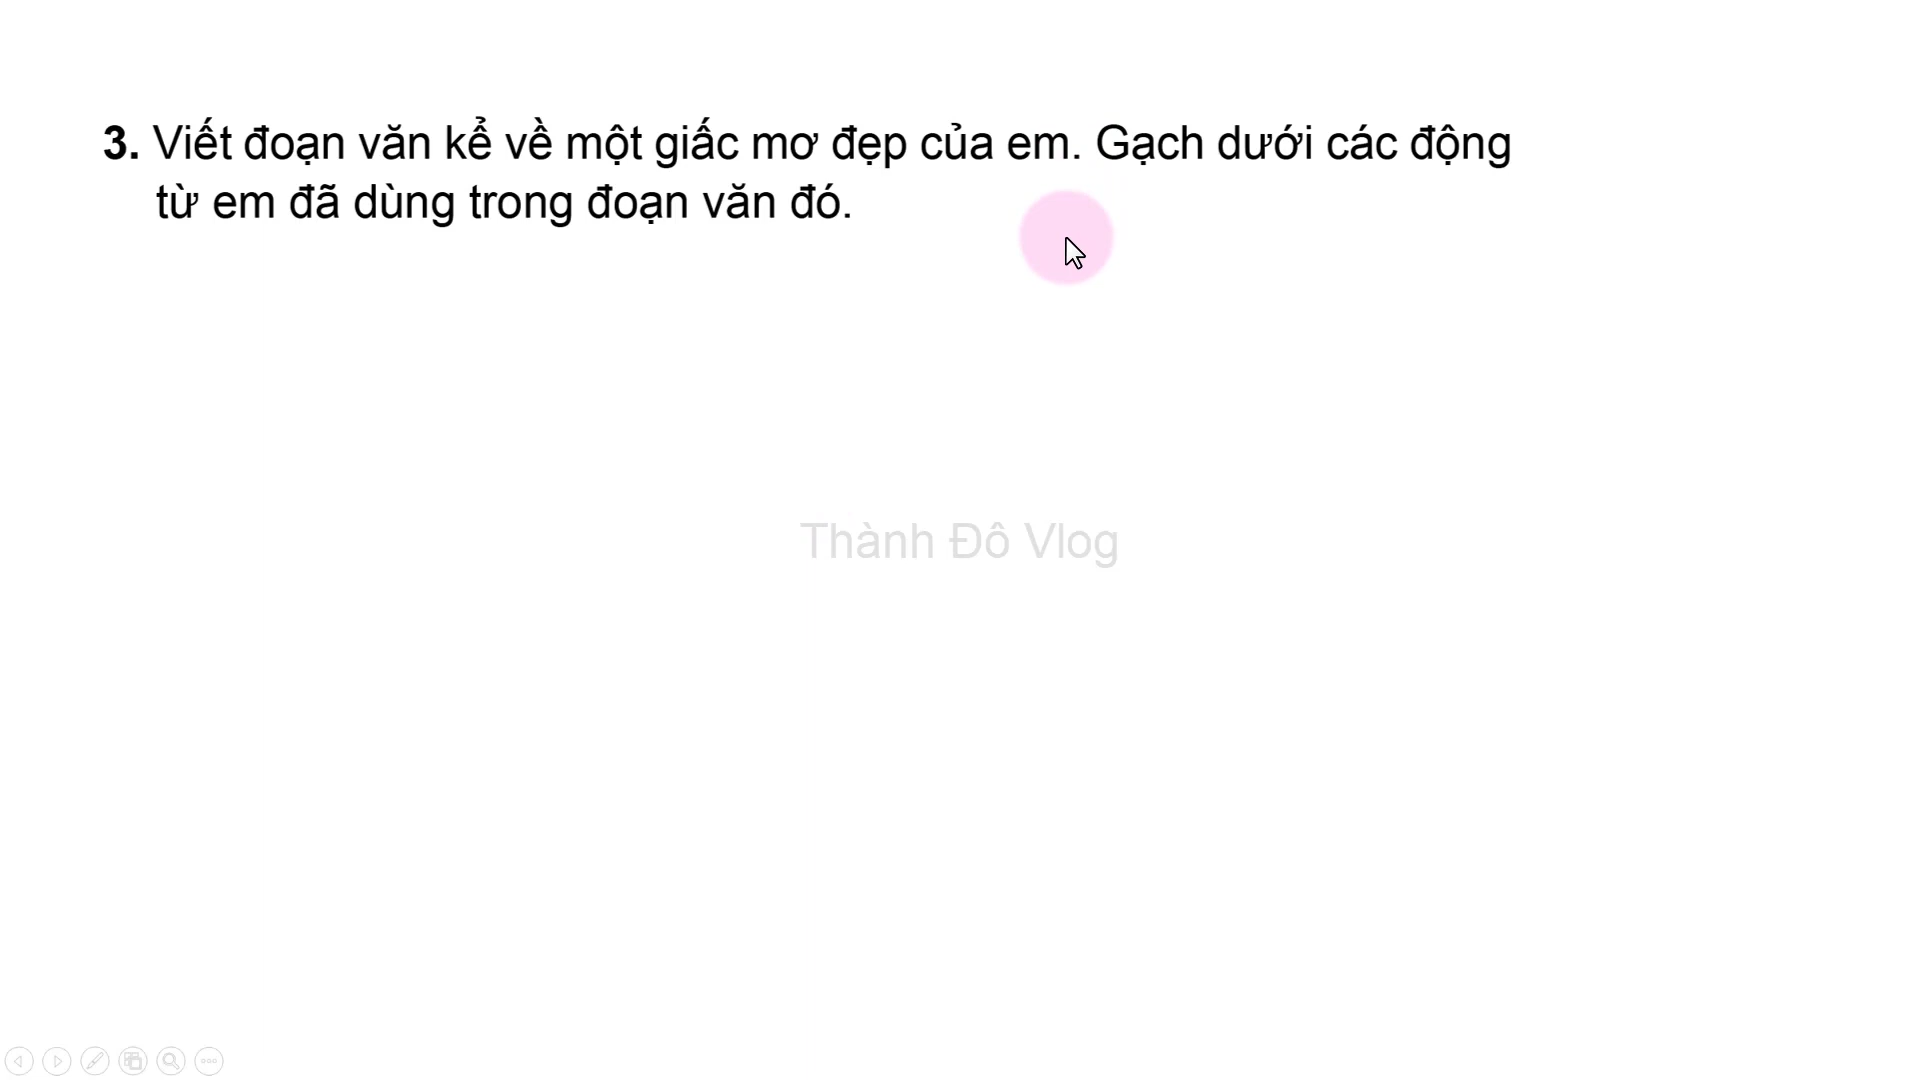 3. Viết đoạn văn kể về một giấc mơ đẹp của em. Gạch dưới các động
từ em đã dùng trong đoạn văn đó.
Thành Đô Vlog